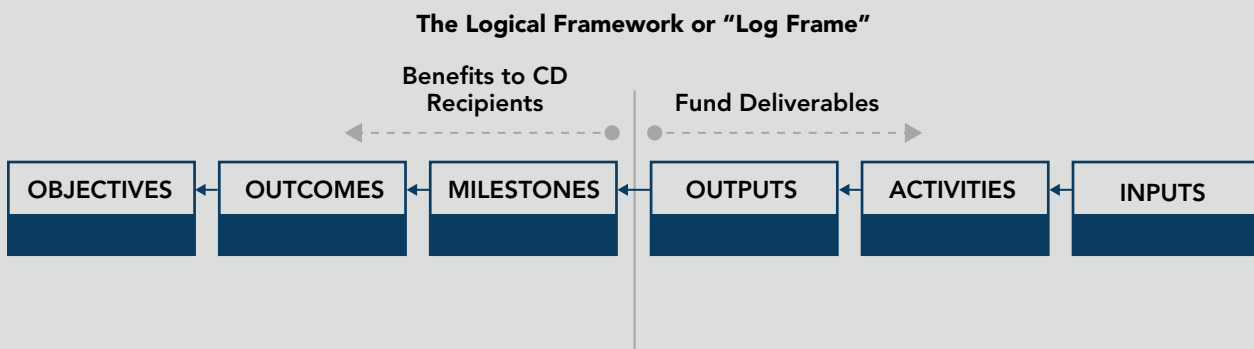 The Logical Framework or “Log Frame”
Benefits to CD
Recipients
Fund Deliverables
OBJECTIVES
OUTCOMES
MILESTONES
OUTPUTS
ACTIVITIES
INPUTS